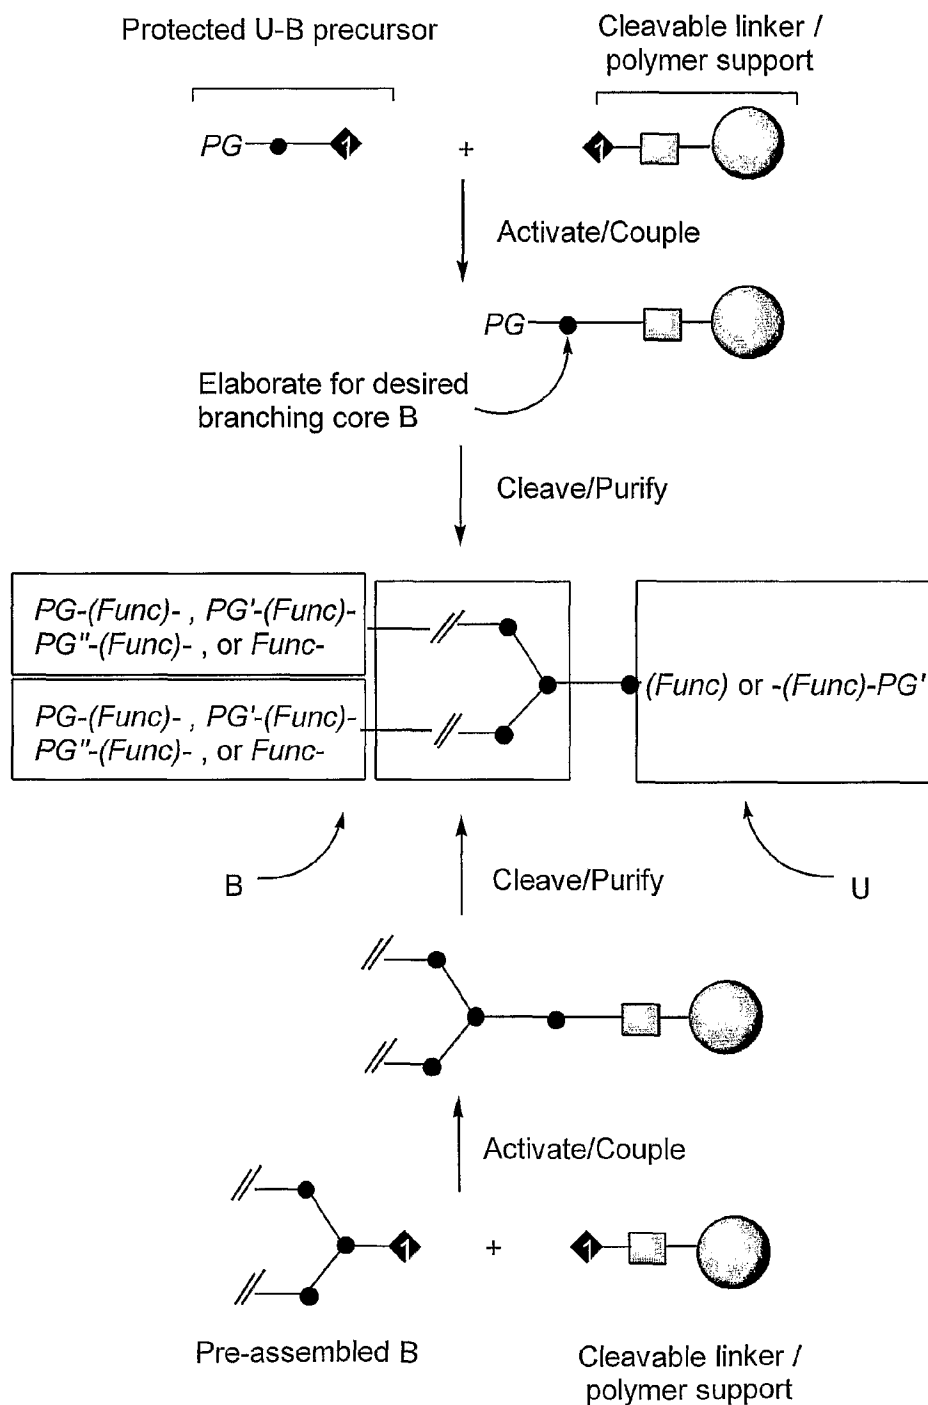 Protected U-B precursor
Cleavable linker /
polymer support
PG
1
+
1
Activate/Couple
PG
Elaborate for desired
branching core B
Cleave/Purify
PG-(Func)- , PG'-(Func)-
PG"-(Func)- , or Func-
(Func) or -(Func)-PG'
PG-(Func)- , PG'-(Func)-
PG"-(Func)- , or Func-
B
Cleave/Purify
U
Activate/Couple
1
+
1
Pre-assembled B
Cleavable linker /
polymer support